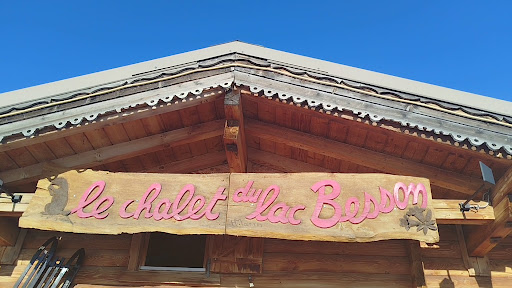 le chalet du lac Besson